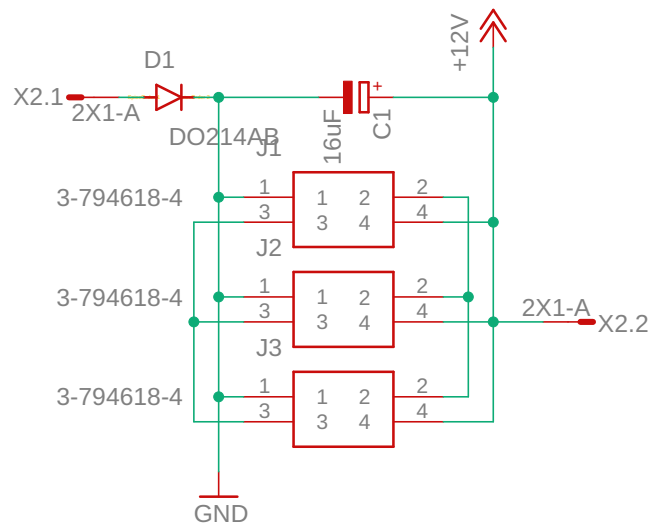 +12V
D1
X2.1
2X1-A
DO214AB
16uF
C1
+
J1
3-794618-4
1 1 2 2
3 3 4 4
J2
3-794618-4
1 1 2 2
3 3 4 4
2X1-A
X2.2
J3
3-794618-4
1 1 2 2
3 3 4 4
GND